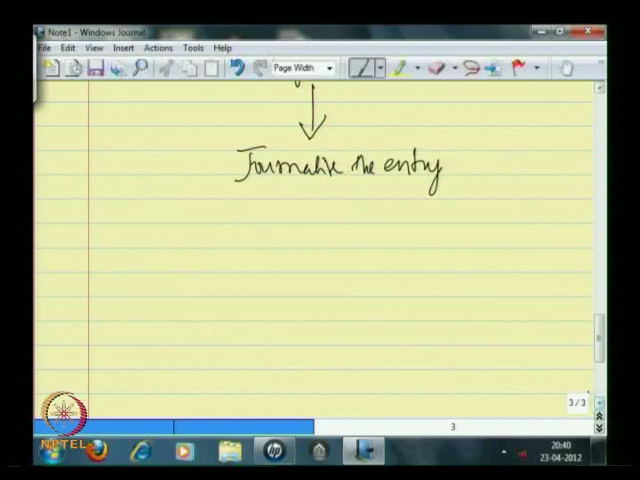 Note1 - Windows Journal
File Edit View Insert Actions Tools Help
Page Width
Journalise the entry
3/3
3
NPTEL
20:40
23-04-2012